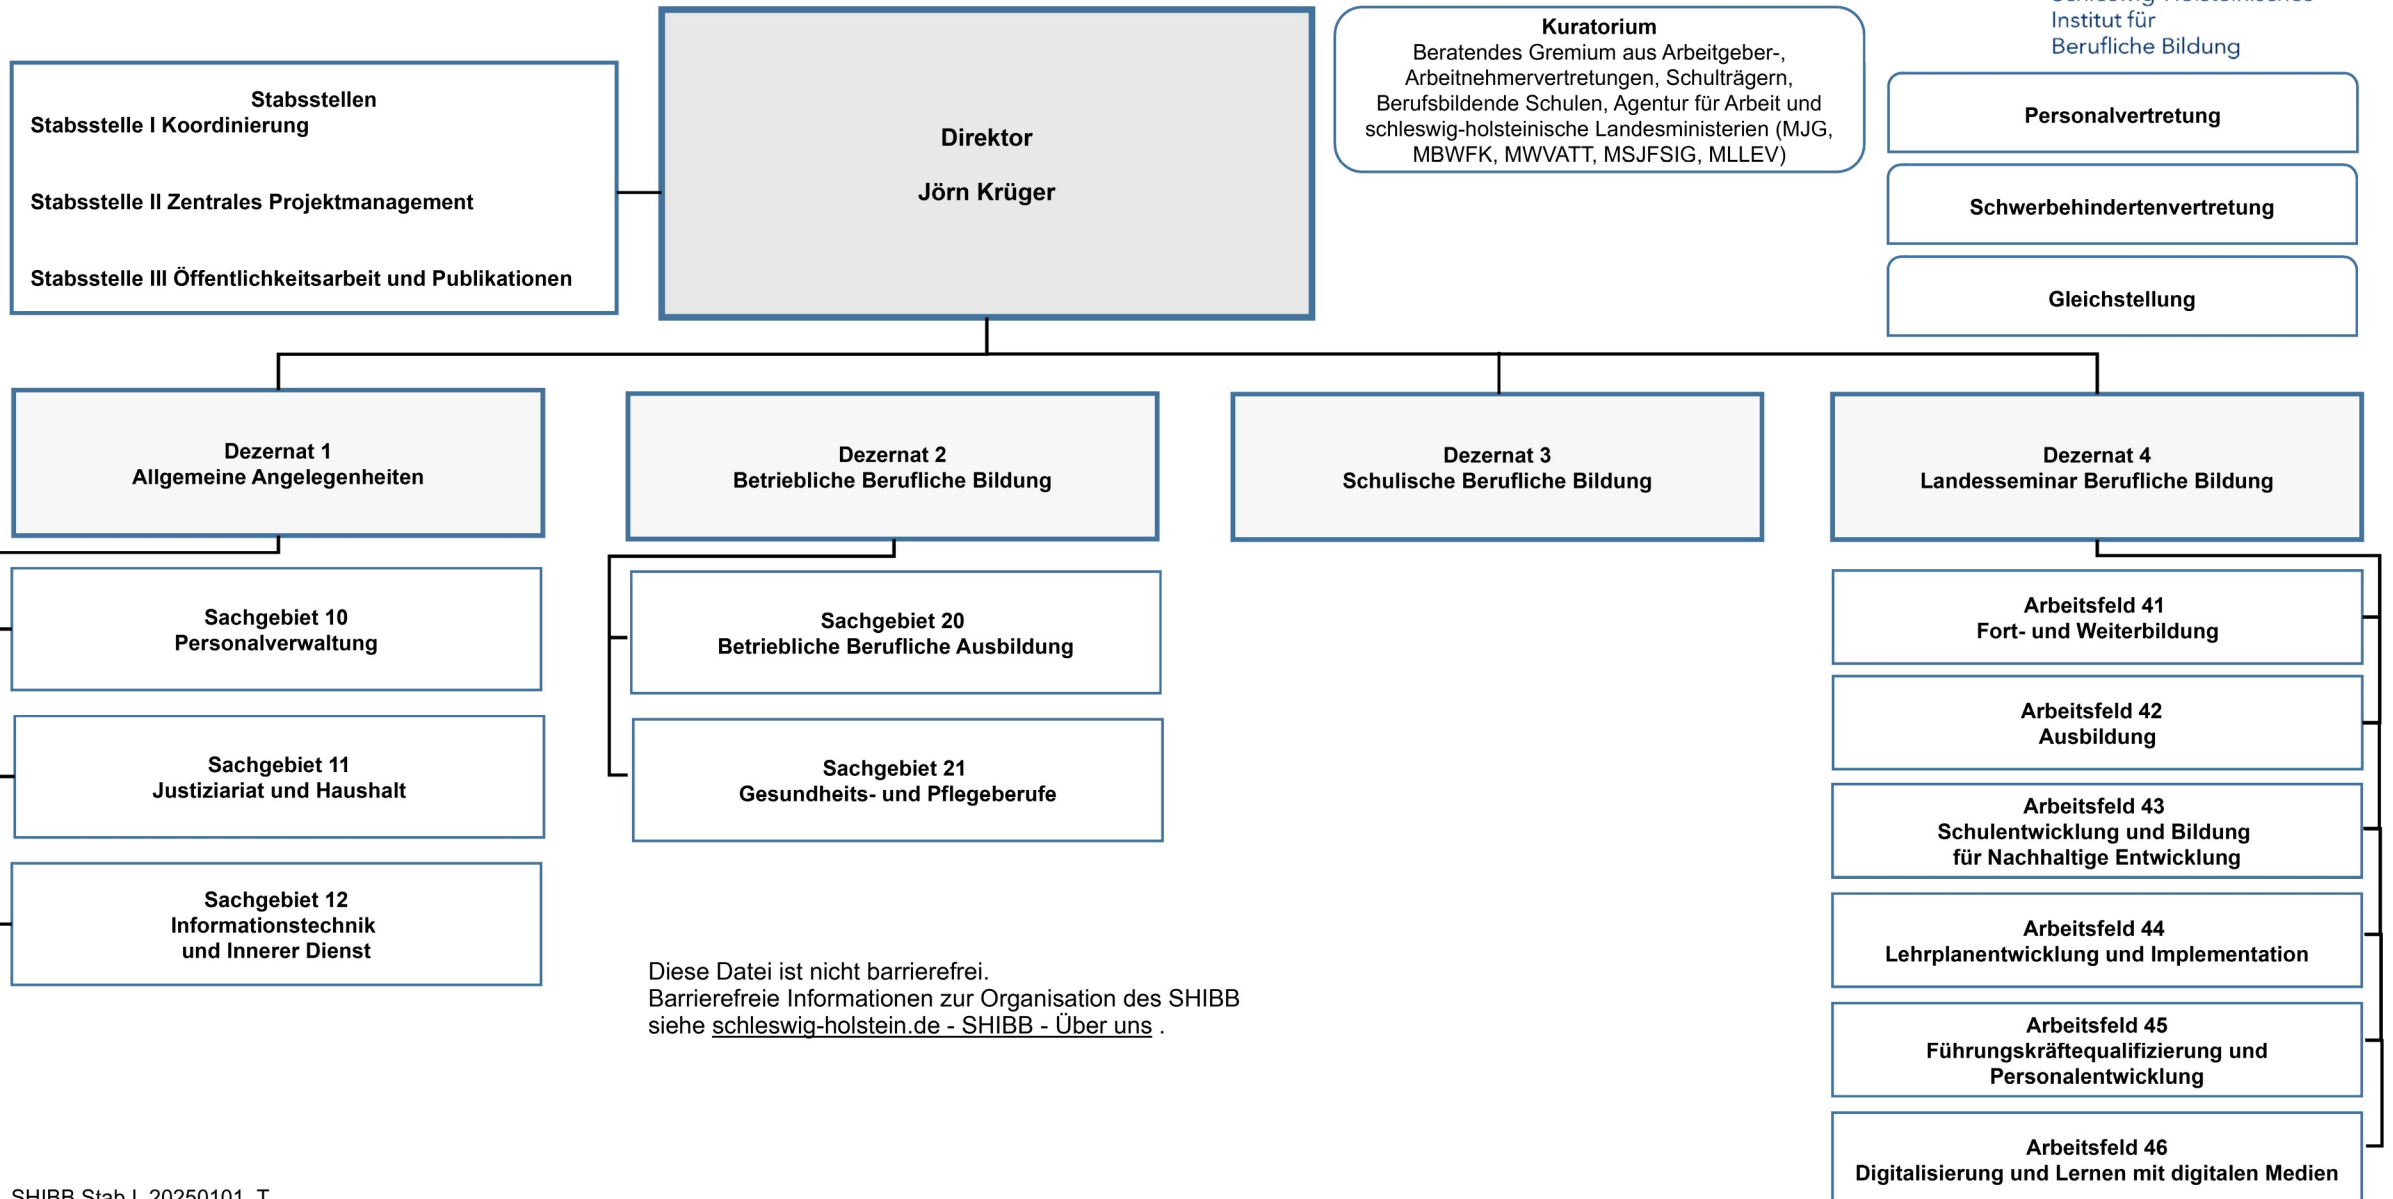 Institut für
Berufliche Bildung
Kuratorium
Beratendes Gremium aus Arbeitgeber-,
Arbeitnehmervertretungen, Schulträgern,
Berufsbildende Schulen, Agentur für Arbeit und
schleswig-holsteinische Landesministerien (MJG,
MBWFK, MWVATT, MSJFSIG, MLLEV)
Stabsstellen
Stabsstelle I Koordinierung
Stabsstelle II Zentrales Projektmanagement
Stabsstelle III Öffentlichkeitsarbeit und Publikationen
Direktor
Jörn Krüger
Personalvertretung
Schwerbehindertenvertretung
Gleichstellung
Dezernat 1
Allgemeine Angelegenheiten
Dezernat 2
Betriebliche Berufliche Bildung
Dezernat 3
Schulische Berufliche Bildung
Dezernat 4
Landesseminar Berufliche Bildung
Sachgebiet 10
Personalverwaltung
Sachgebiet 11
Justiziariat und Haushalt
Sachgebiet 12
Informationstechnik
und Innerer Dienst
Sachgebiet 20
Betriebliche Berufliche Ausbildung
Sachgebiet 21
Gesundheits- und Pflegeberufe
Arbeitsfeld 41
Fort- und Weiterbildung
Arbeitsfeld 42
Ausbildung
Arbeitsfeld 43
Schulentwicklung und Bildung
für Nachhaltige Entwicklung
Arbeitsfeld 44
Lehrplanentwicklung und Implementation
Arbeitsfeld 45
Führungskräftequalifizierung und
Personalentwicklung
Arbeitsfeld 46
Digitalisierung und Lernen mit digitalen Medien
Diese Datei ist nicht barrierefrei.
Barrierefreie Informationen zur Organisation des SHIBB
siehe schleswig-holstein.de - SHIBB - Über uns .
SHIBB Stab I, 20250101, T